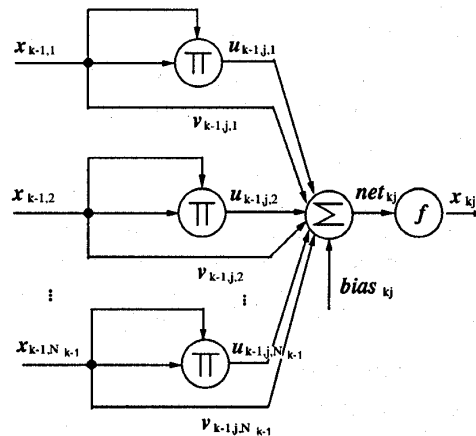 x k-1,1
Π
u k-1,j,1
v k-1,j,1
x k-1,2
Π
u k-1,j,2
Σ
net kj
f
x kj
v k-1,j,2
bias kj
⋮
⋮
x k-1,N k-1
Π
u k-1,j,N k-1
v k-1,j,N k-1